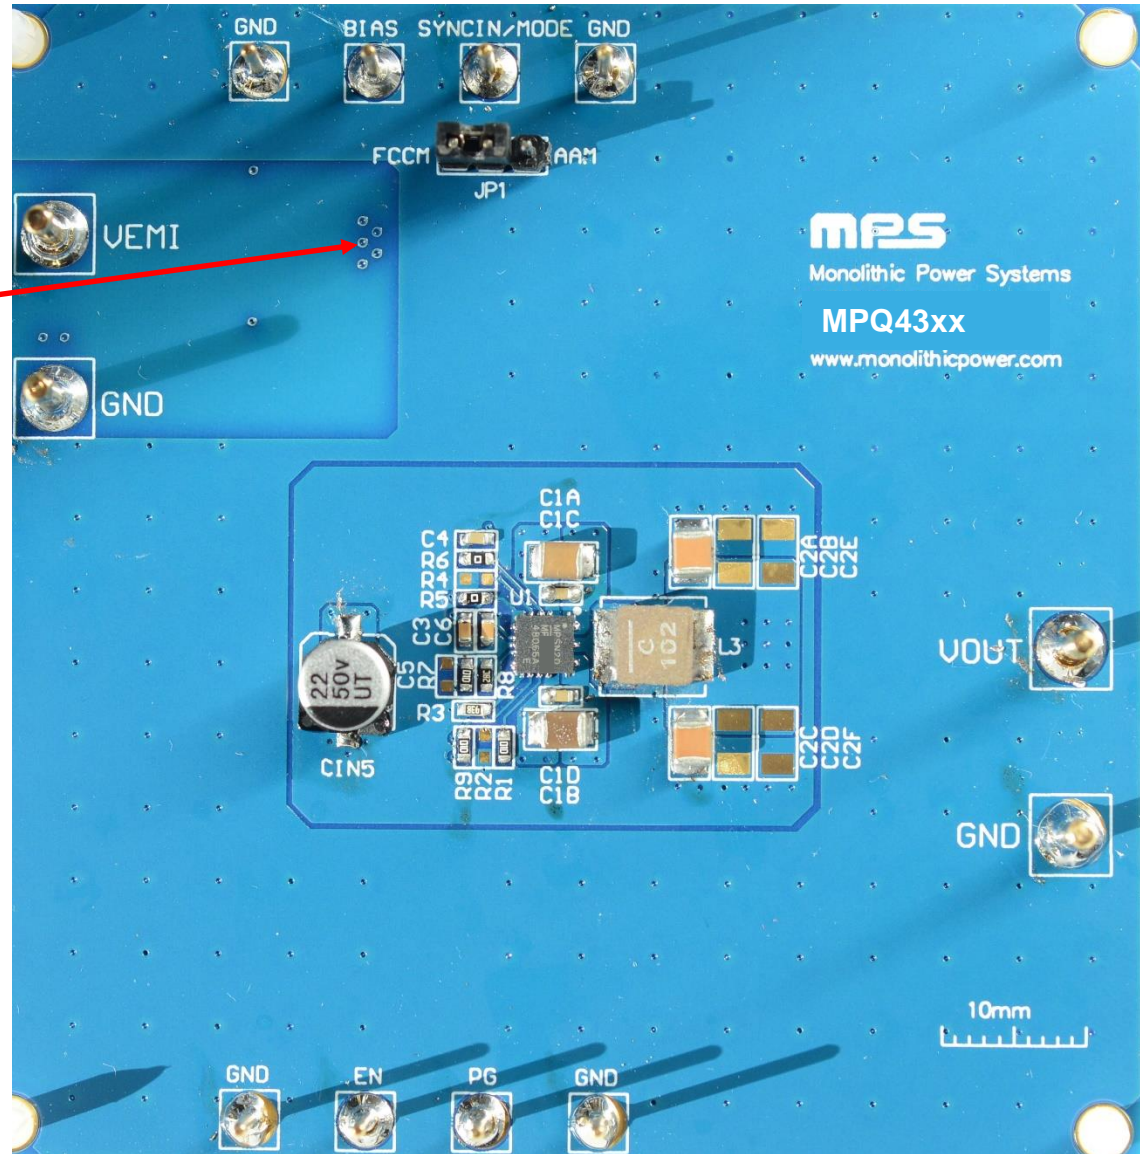 GND BIAS SYNCIN/MODE GND
FCCM AAM
JP1
VEMI
MPS
Monolithic Power Systems
MPQ43xx
www.monolithicpower.com
GND
C1A
C1C
C4
R6
R4
R5
U1
C2A
C2B
C2E
C3
C6
C
102
L3
VOUT
22
50V
UT
C5
R7
R8
R3
CIN5
R9
R2
R1
C1D
C1B
C2C
C2D
C2F
GND
10mm
GND EN PG GND